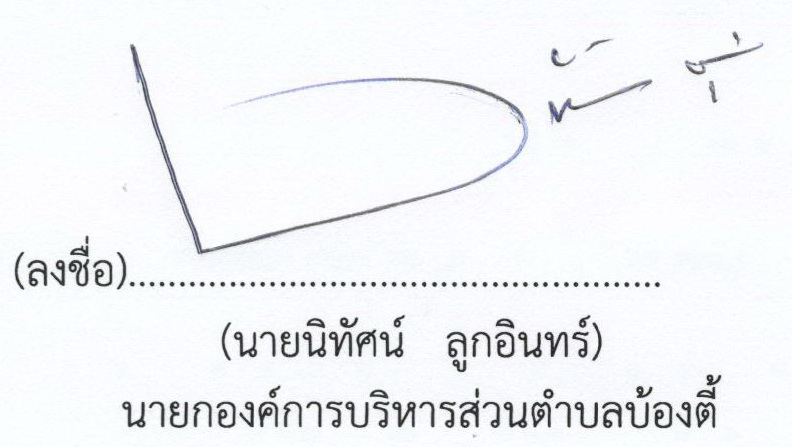 (ลงชื่อ)......................................................
(นายนิทัศน์ ลูกอินทร์)
นายกองค์การบริหารส่วนตำบลบ้องตี้